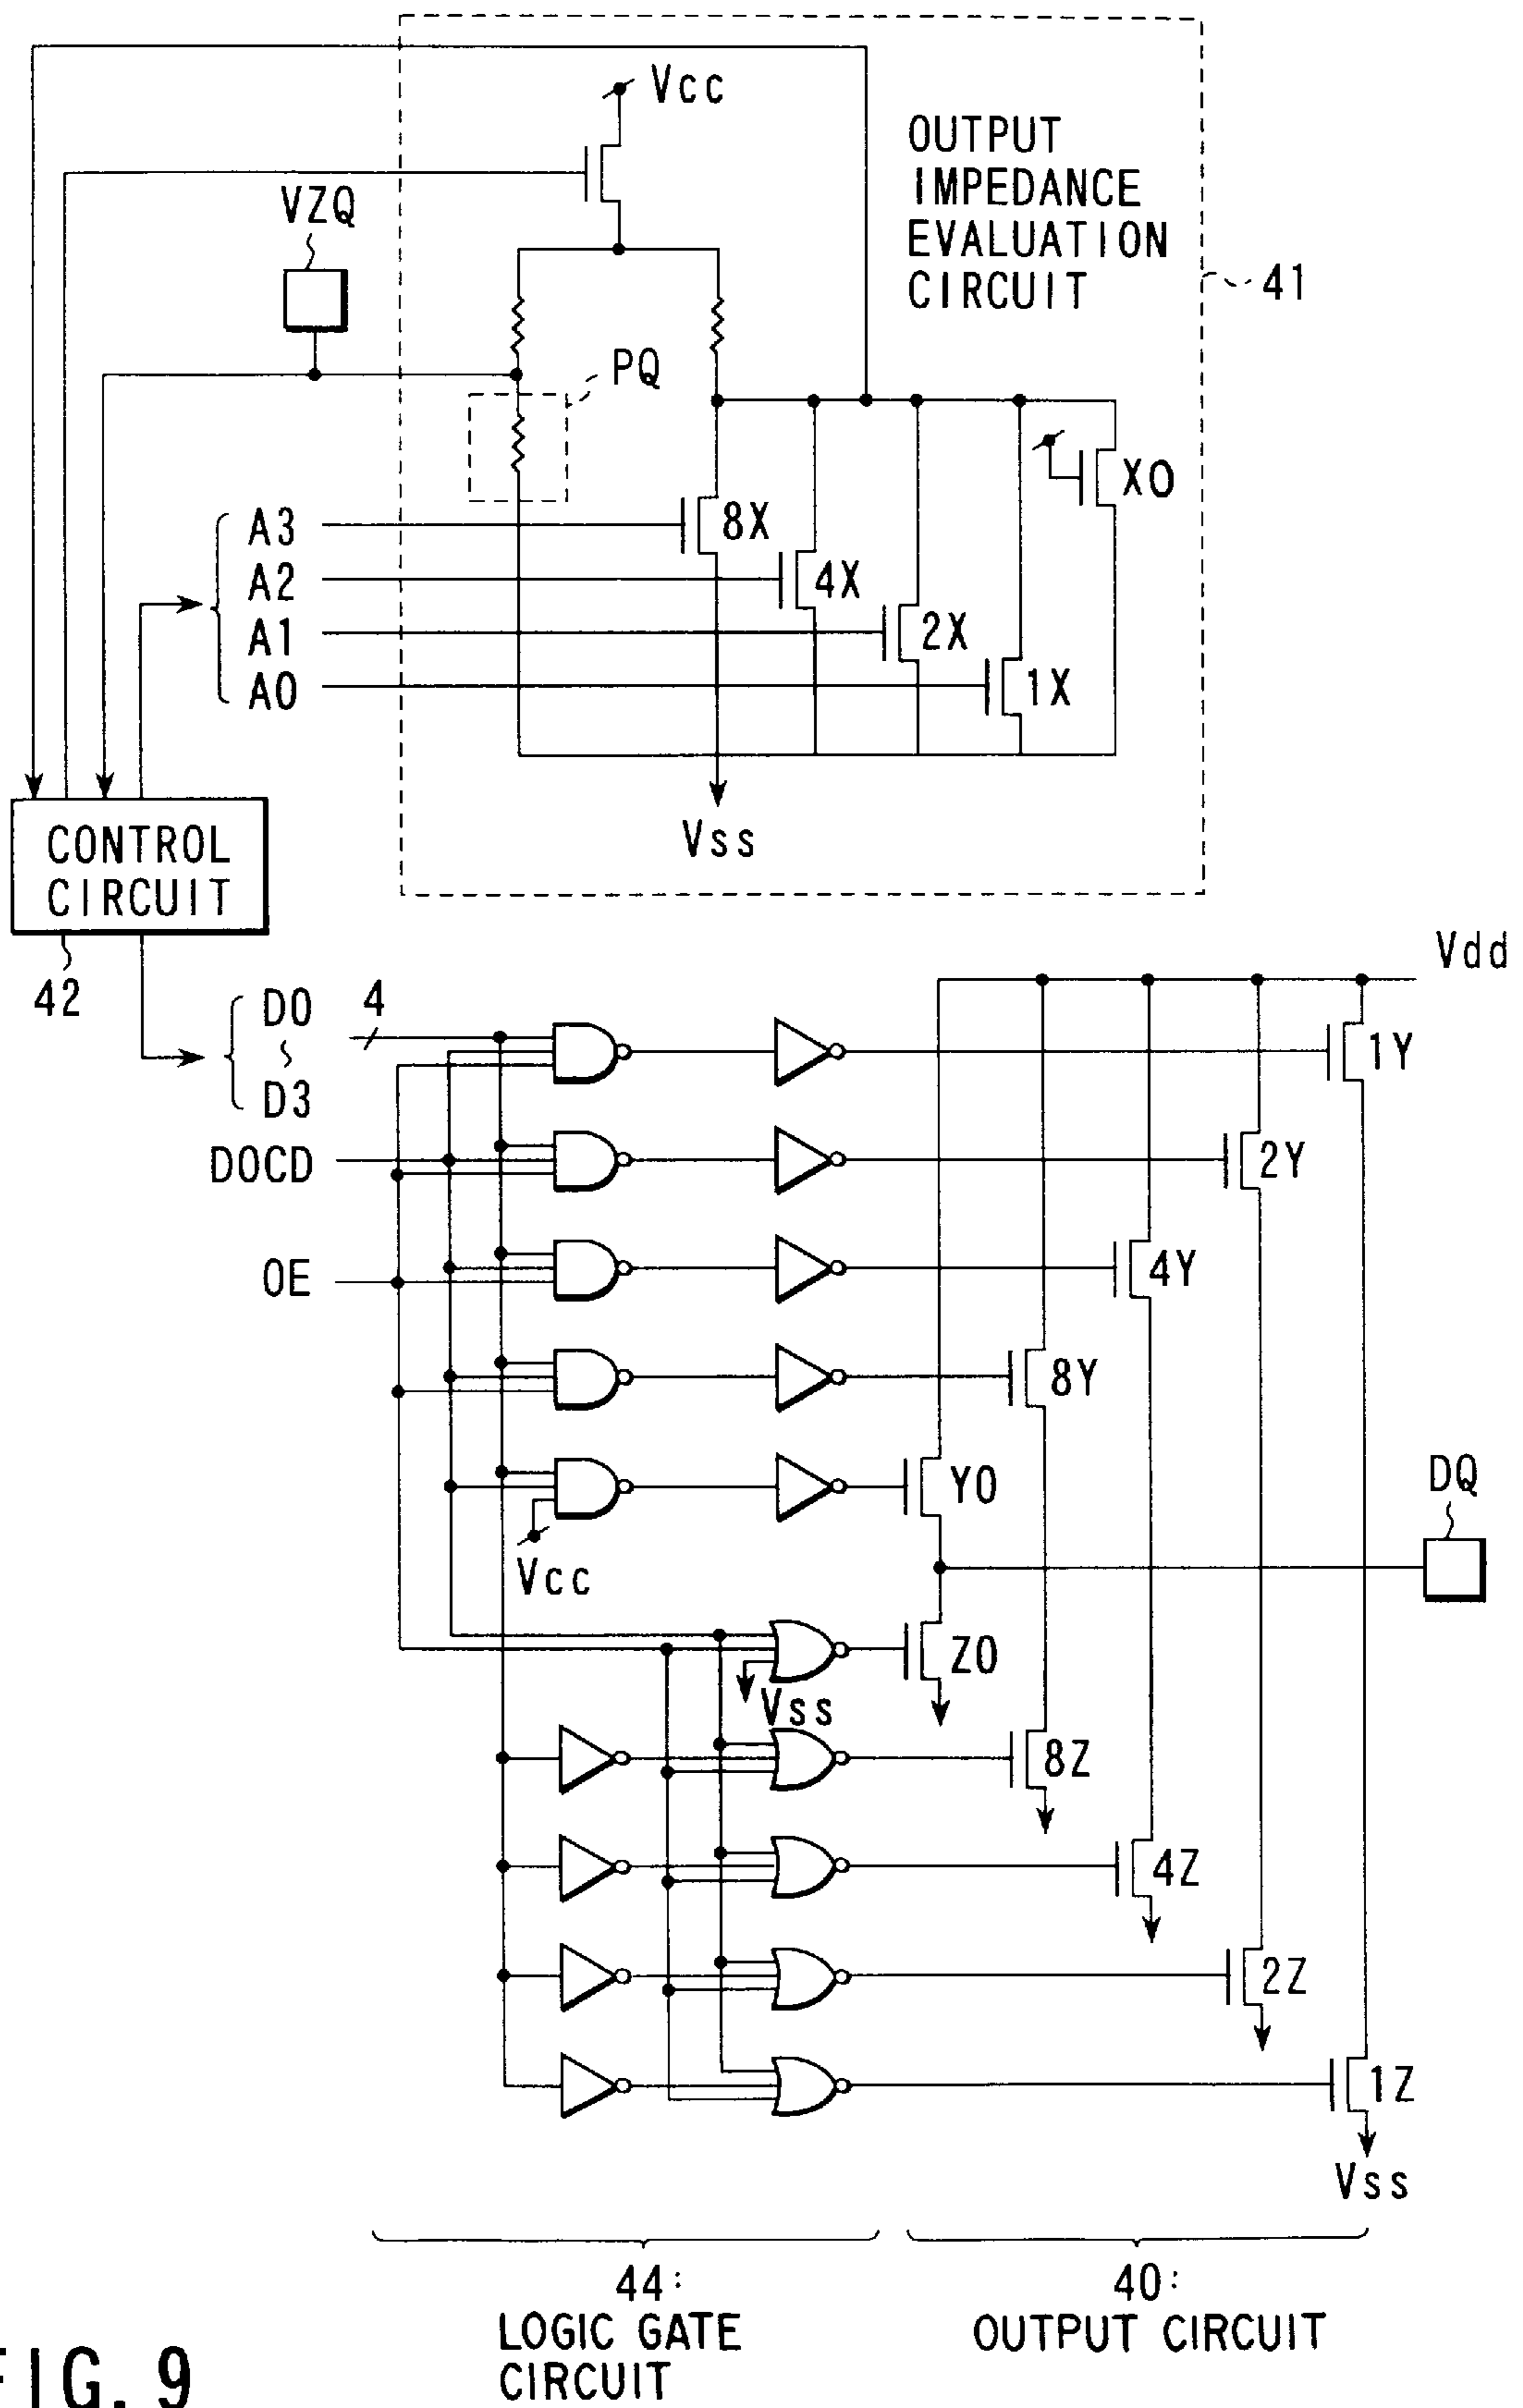 Vcc
OUTPUT
IMPEDANCE
EVALUATION
CIRCUIT
41
VZQ
PQ
X0
A3
8X
A2
4X
A1
2X
A0
1X
Vss
CONTROL
CIRCUIT
42
Vdd
D0
4
D3
1Y
DOCD
2Y
OE
4Y
8Y
Y0
DQ
Vcc
Z0
Vss
8Z
4Z
2Z
1Z
Vss
44:
LOGIC GATE
CIRCUIT
40:
OUTPUT CIRCUIT
FIG. 9